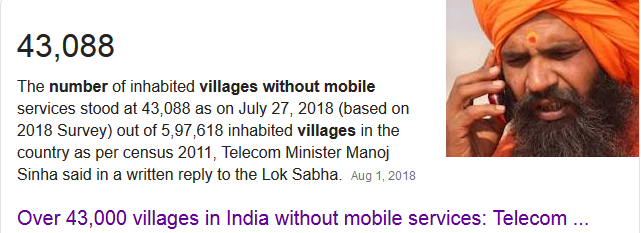 43,088
The number of inhabited villages without mobile
services stood at 43,088 as on July 27, 2018 (based on
2018 Survey) out of 5,97,618 inhabited villages in the
country as per census 2011, Telecom Minister Manoj
Sinha said in a written reply to the Lok Sabha. Aug 1, 2018
Over 43,000 villages in India without mobile services: Telecom ...